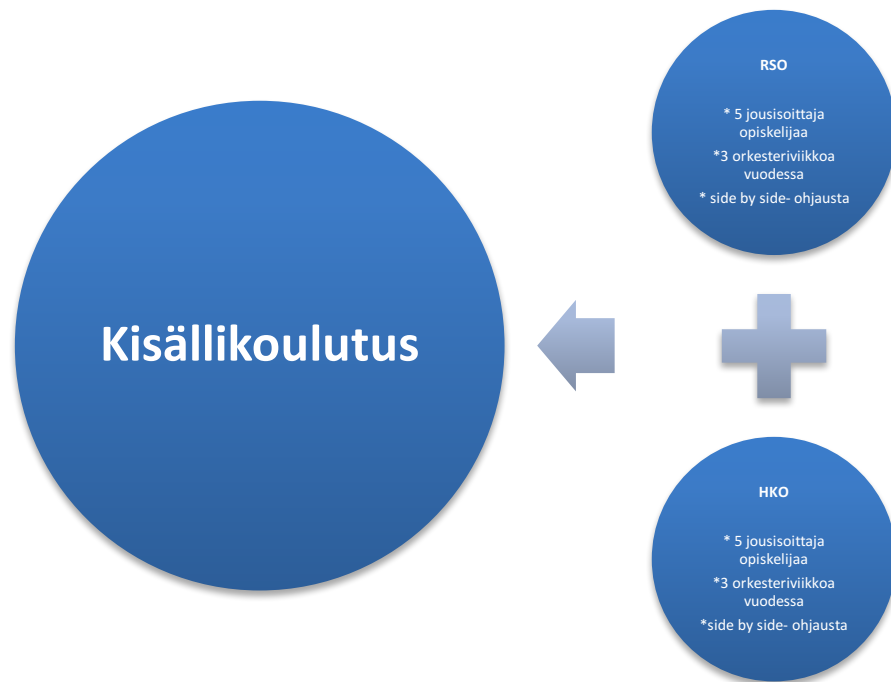 Kisällikoulutus
RSO
* 5 jousisoittaja
opiskelijaa
*3 orkesteriviikkoa
vuodessa
* side by side- ohjausta
HKO
* 5 jousisoittaja
opiskelijaa
*3 orkesteriviikkoa
vuodessa
*side by side- ohjausta